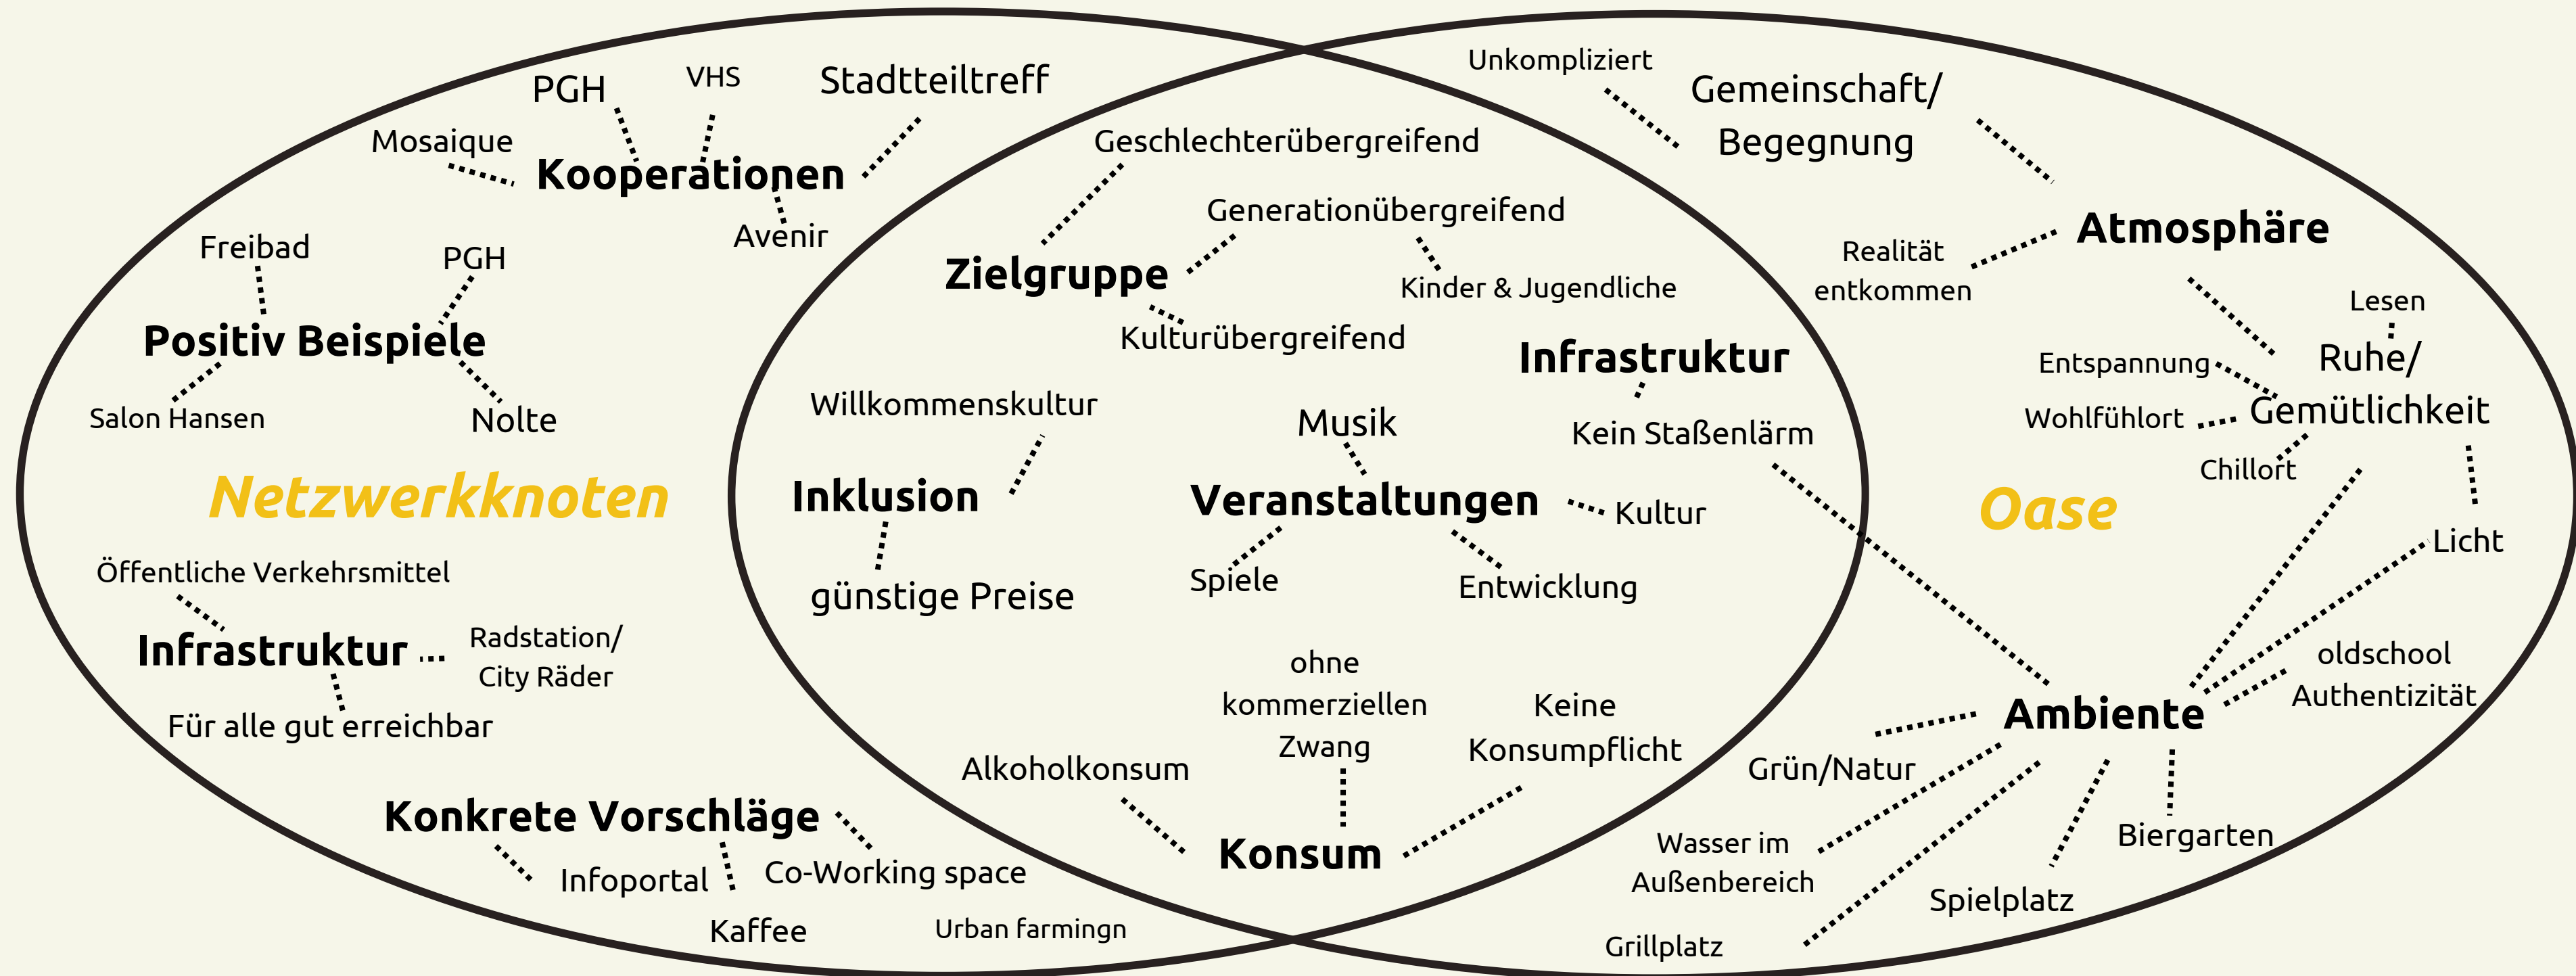 PGH
VHS
Stadtteiltreff
Mosaique
Kooperationen
Avenir
Freibad
PGH
Positiv Beispiele
Salon Hansen
Nolte
Netzwerkknoten
Öffentliche Verkehrsmittel
Infrastruktur
Radstation/
City Räder
Für alle gut erreichbar
Konkrete Vorschläge
Infoportal
Co-Working space
Kaffee
Urban farmingn
Geschlechterübergreifend
Generationübergreifend
Zielgruppe
Kinder & Jugendliche
Kulturübergreifend
Infrastruktur
Kein Staßenlärm
Willkommenskultur
Inklusion
günstige Preise
Musik
Veranstaltungen
Kultur
Spiele
Entwicklung
ohne
kommerziellen
Zwang
Keine
Konsumpflicht
Alkoholkonsum
Konsum
Unkompliziert
Gemeinschaft/
Begegnung
Atmosphäre
Realität
entkommen
Lesen
Entspannung
Ruhe/
Gemütlichkeit
Wohlfühlort
Chillort
Oase
Licht
oldschool
Authentizität
Ambiente
Grün/Natur
Wasser im
Außenbereich
Biergarten
Spielplatz
Grillplatz